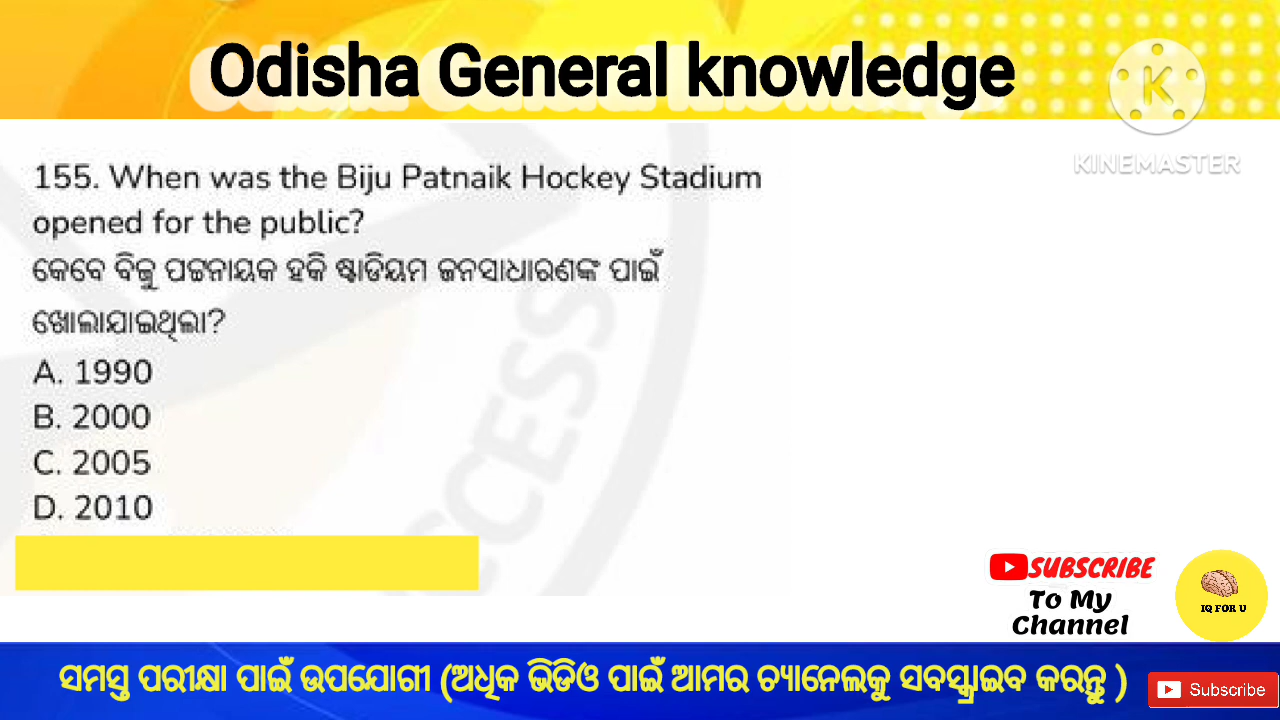 Odisha General knowledge
KINEMASTER
155. When was the Biju Patnaik Hockey Stadium
opened for the public?
କେବେ ବିଜୁ ପଟ୍ଟନାୟକ ହକି ଷ୍ଟାଡିୟମ ଜନସାଧାରଣଙ୍କ ପାଇଁ
ଖୋଲାଯାଇଥିଲା?
A. 1990
B. 2000
C. 2005
D. 2010
CCESS
SUBSCRIBE
To My
Channel
IQ FOR U
ସମସ୍ତ ପରୀକ୍ଷା ପାଇଁ ଉପଯୋଗୀ (ଅଧିକ ଭିଡିଓ ପାଇଁ ଆମର ଚ୍ୟାନେଲକୁ ସବସ୍କ୍ରାଇବ କରନ୍ତୁ )
Subscribe